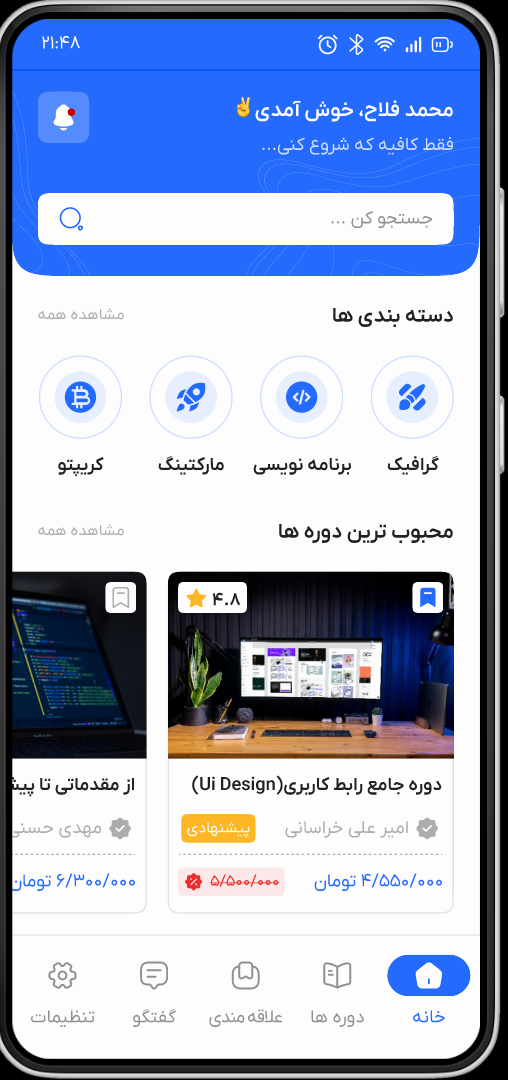 ۲۱:۴۸
محمد فلاح، خوش آمدی✌️
فقط کافیه که شروع کنی...
جستجو کن ...
دسته بندی ها
مشاهده همه
گرافیک
برنامه نویسی
مارکتینگ
کریپتو
محبوب ترین دوره ها
مشاهده همه
۴.۸
دوره جامع رابط کاربری(Ui Design)
امیر علی خراسانی
پیشنهادی
۴/۵۵۰/۰۰۰ تومان
۵/۵۰۰/۰۰۰
از مقدماتی تا پیش
مهدی حسنی
۶/۳۰۰/۰۰۰ تومان
خانه
دوره ها
علاقه مندی
گفتگو
تنظیمات